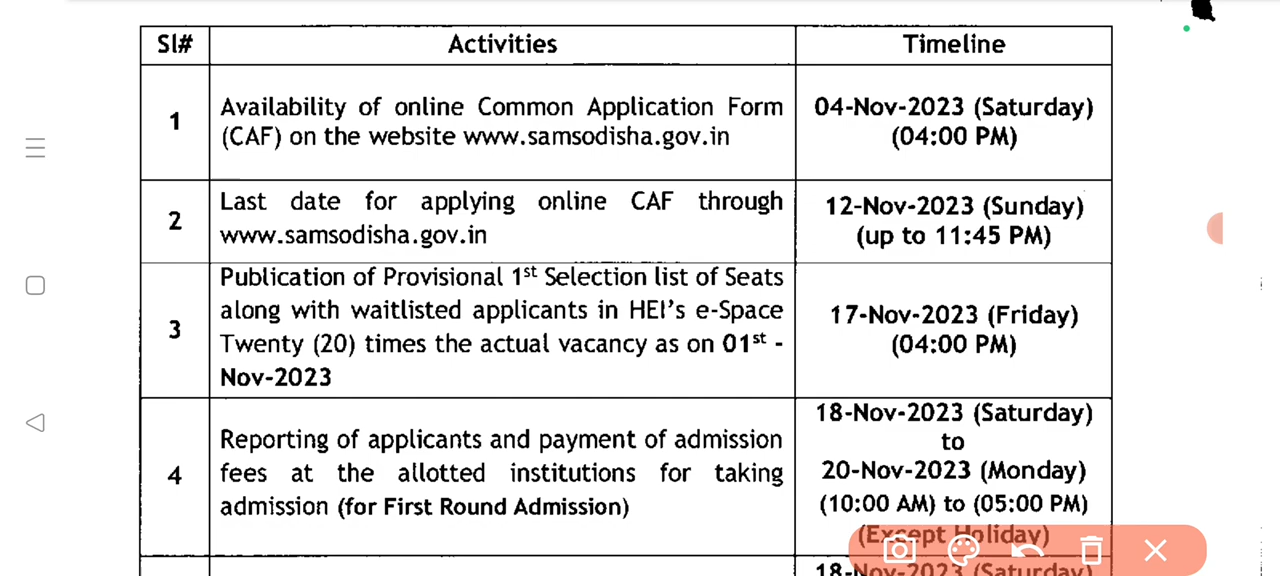 Sl#
Activities
Timeline
1
Availability of online Common Application Form
(CAF) on the website www.samsodisha.gov.in
04-Nov-2023 (Saturday)
(04:00 PM)
2
Last date for applying online CAF through
www.samsodisha.gov.in
12-Nov-2023 (Sunday)
(up to 11:45 PM)
3
Publication of Provisional 1st Selection list of Seats
along with waitlisted applicants in HEI's e-Space
Twenty (20) times the actual vacancy as on 01st -
Nov-2023
17-Nov-2023 (Friday)
(04:00 PM)
4
Reporting of applicants and payment of admission
fees at the allotted institutions for taking
admission (for First Round Admission)
18-Nov-2023 (Saturday)
to
20-Nov-2023 (Monday)
(10:00 AM) to (05:00 PM)
(Except Holiday)
18-Nov-2023 (Saturday)